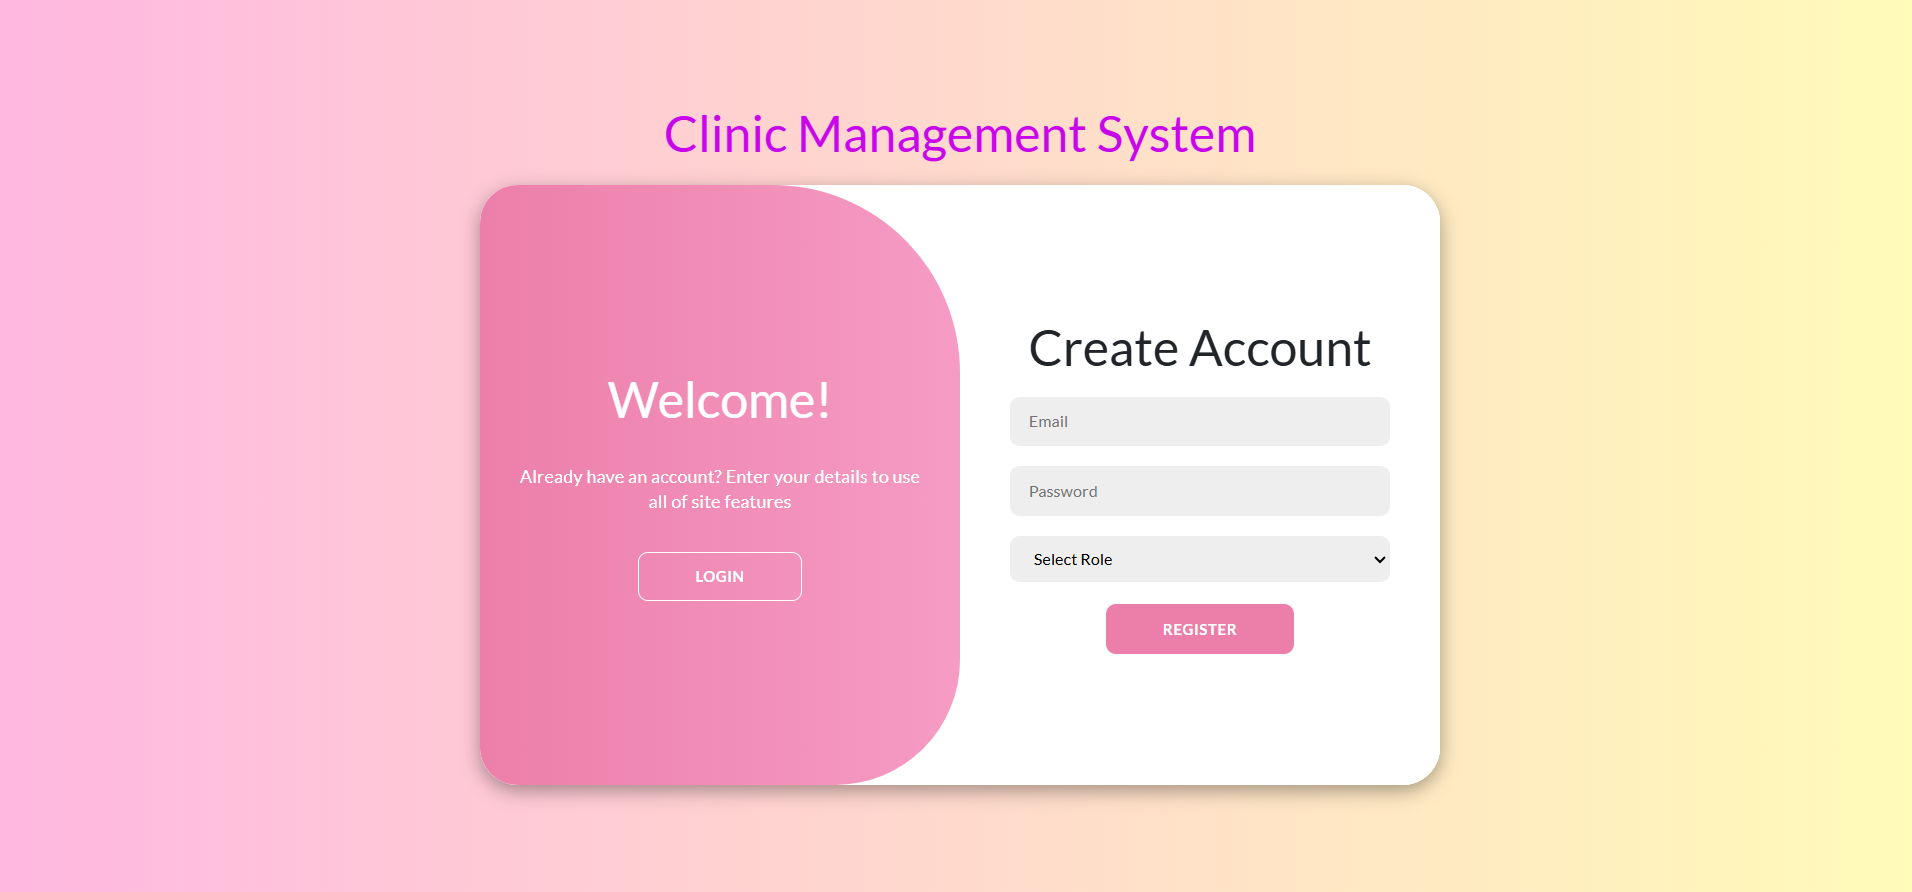 Clinic Management System
Welcome!
Already have an account? Enter your details to use
all of site features
LOGIN
Create Account
Email
Password
Select Role
REGISTER